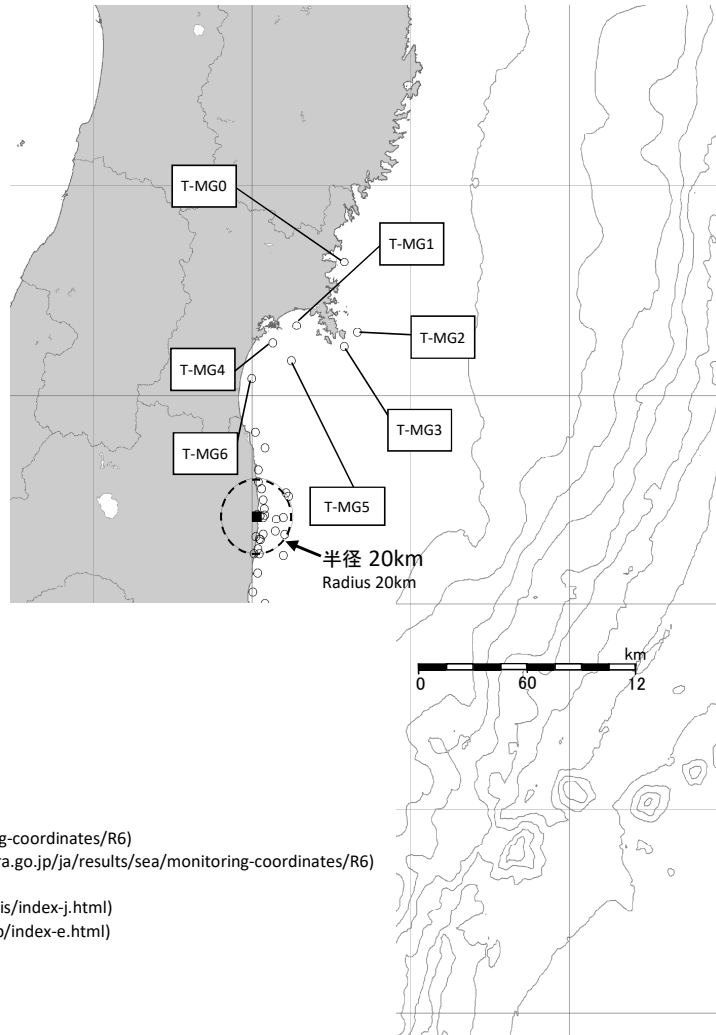 T-MG0
T-MG1
T-MG2
T-MG4
T-MG3
T-MG6
T-MG5
半径 20km
Radius 20km
km
0 60 12
g-coordinates/R6)
ra.go.jp/ja/results/sea/monitoring-coordinates/R6)
is/index-j.html)
p/index-e.html)